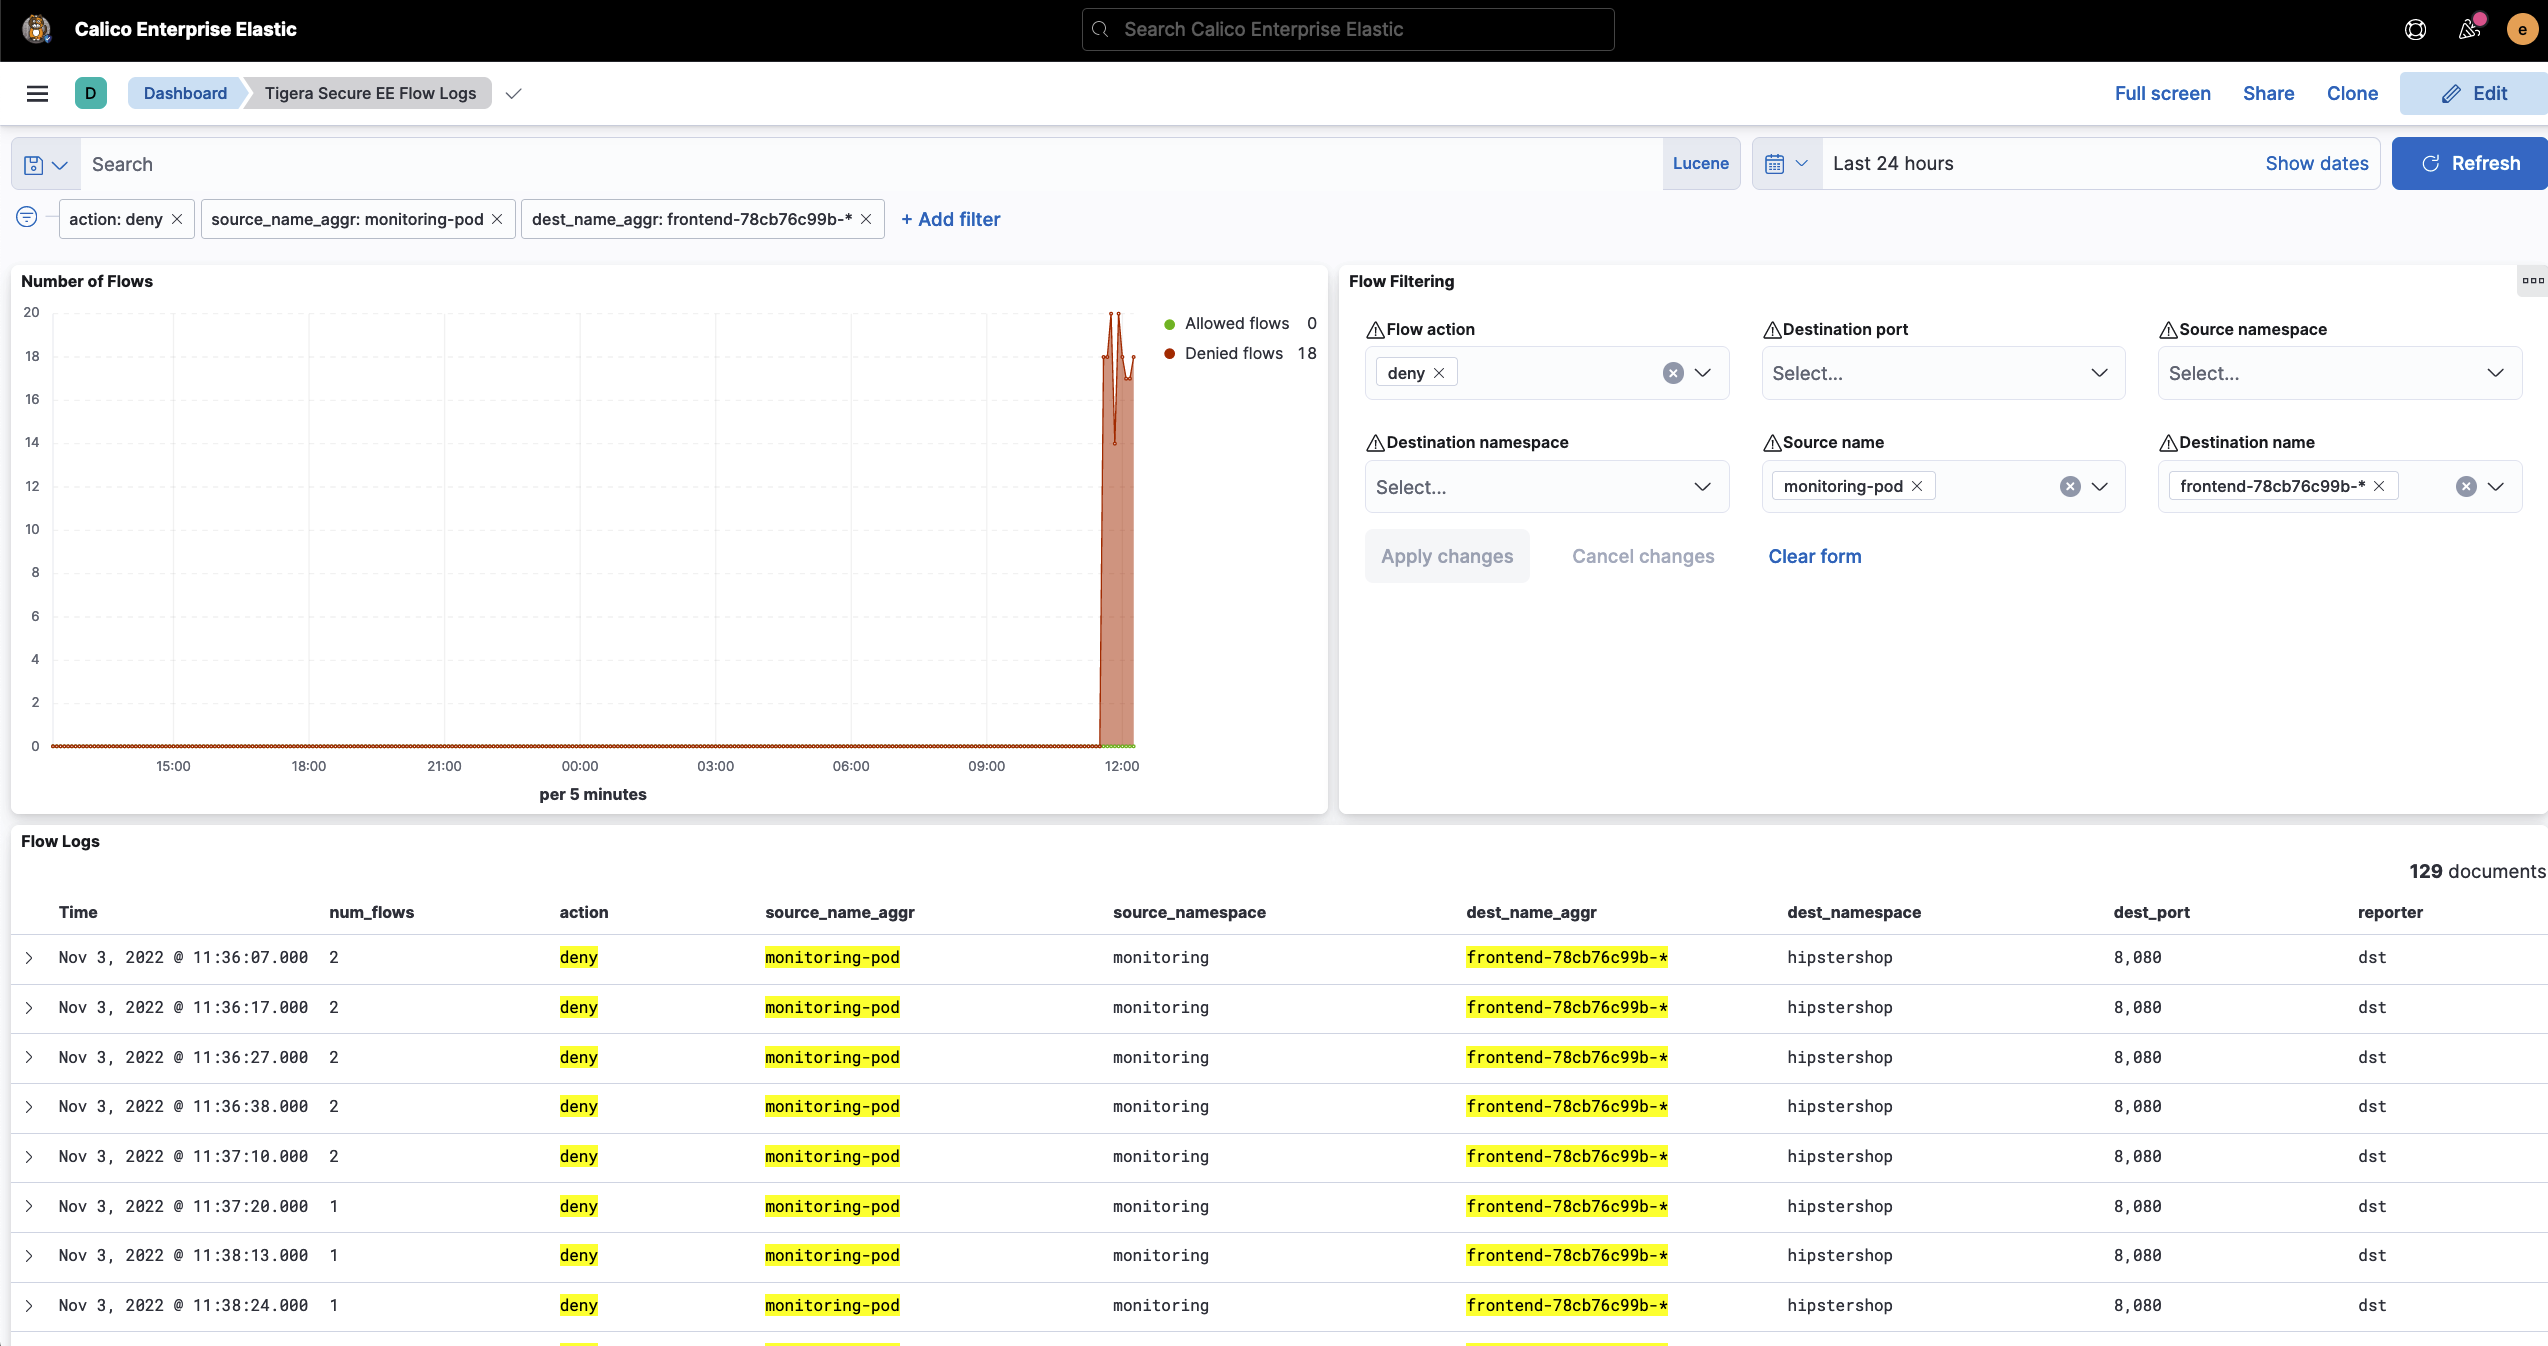 Calico Enterprise Elastic
Search Calico Enterprise Elastic
e
D
Dashboard
Tigera Secure EE Flow Logs
Full screen
Share
Clone
Edit
Search
Lucene
Last 24 hours
Show dates
Refresh
action: deny
source_name_aggr: monitoring-pod
dest_name_aggr: frontend-78cb76c99b-*
+ Add filter
Number of Flows
20
18
16
14
12
10
8
6
4
2
0
15:00
18:00
21:00
00:00
03:00
06:00
09:00
12:00
per 5 minutes
Allowed flows 0
Denied flows 18
Flow Filtering
Flow action
Destination port
Source namespace
deny
Select...
Select...
Destination namespace
Source name
Destination name
Select...
monitoring-pod
frontend-78cb76c99b-*
Apply changes
Cancel changes
Clear form
Flow Logs
129 documents
Time num_flows action source_name_aggr source_namespace dest_name_aggr dest_namespace dest_port reporter
Nov 3, 2022 @ 11:36:07.000 2 deny monitoring-pod monitoring frontend-78cb76c99b-* hipstershop 8,080 dst
Nov 3, 2022 @ 11:36:17.000 2 deny monitoring-pod monitoring frontend-78cb76c99b-* hipstershop 8,080 dst
Nov 3, 2022 @ 11:36:27.000 2 deny monitoring-pod monitoring frontend-78cb76c99b-* hipstershop 8,080 dst
Nov 3, 2022 @ 11:36:38.000 2 deny monitoring-pod monitoring frontend-78cb76c99b-* hipstershop 8,080 dst
Nov 3, 2022 @ 11:37:10.000 2 deny monitoring-pod monitoring frontend-78cb76c99b-* hipstershop 8,080 dst
Nov 3, 2022 @ 11:37:20.000 1 deny monitoring-pod monitoring frontend-78cb76c99b-* hipstershop 8,080 dst
Nov 3, 2022 @ 11:38:13.000 1 deny monitoring-pod monitoring frontend-78cb76c99b-* hipstershop 8,080 dst
Nov 3, 2022 @ 11:38:24.000 1 deny monitoring-pod monitoring frontend-78cb76c99b-* hipstershop 8,080 dst